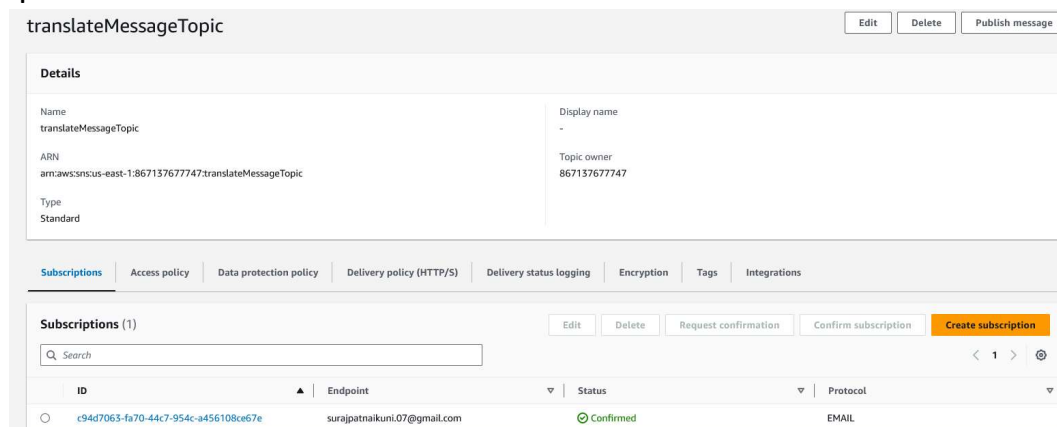 translateMessageTopic
Edit
Delete
Publish message
Details
Name
translateMessageTopic
Display name
-
ARN
arn:aws:sns:us-east-1:867137677747:translateMessageTopic
Topic owner
867137677747
Type
Standard
Subscriptions
Access policy
Data protection policy
Delivery policy (HTTP/S)
Delivery status logging
Encryption
Tags
Integrations
Subscriptions (1)
Edit
Delete
Request confirmation
Confirm subscription
Create subscription
Search
1
ID
Endpoint
Status
Protocol
c94d7063-fa70-44c7-954c-a456108ce67e
surajpatnaikuni.07@gmail.com
Confirmed
EMAIL